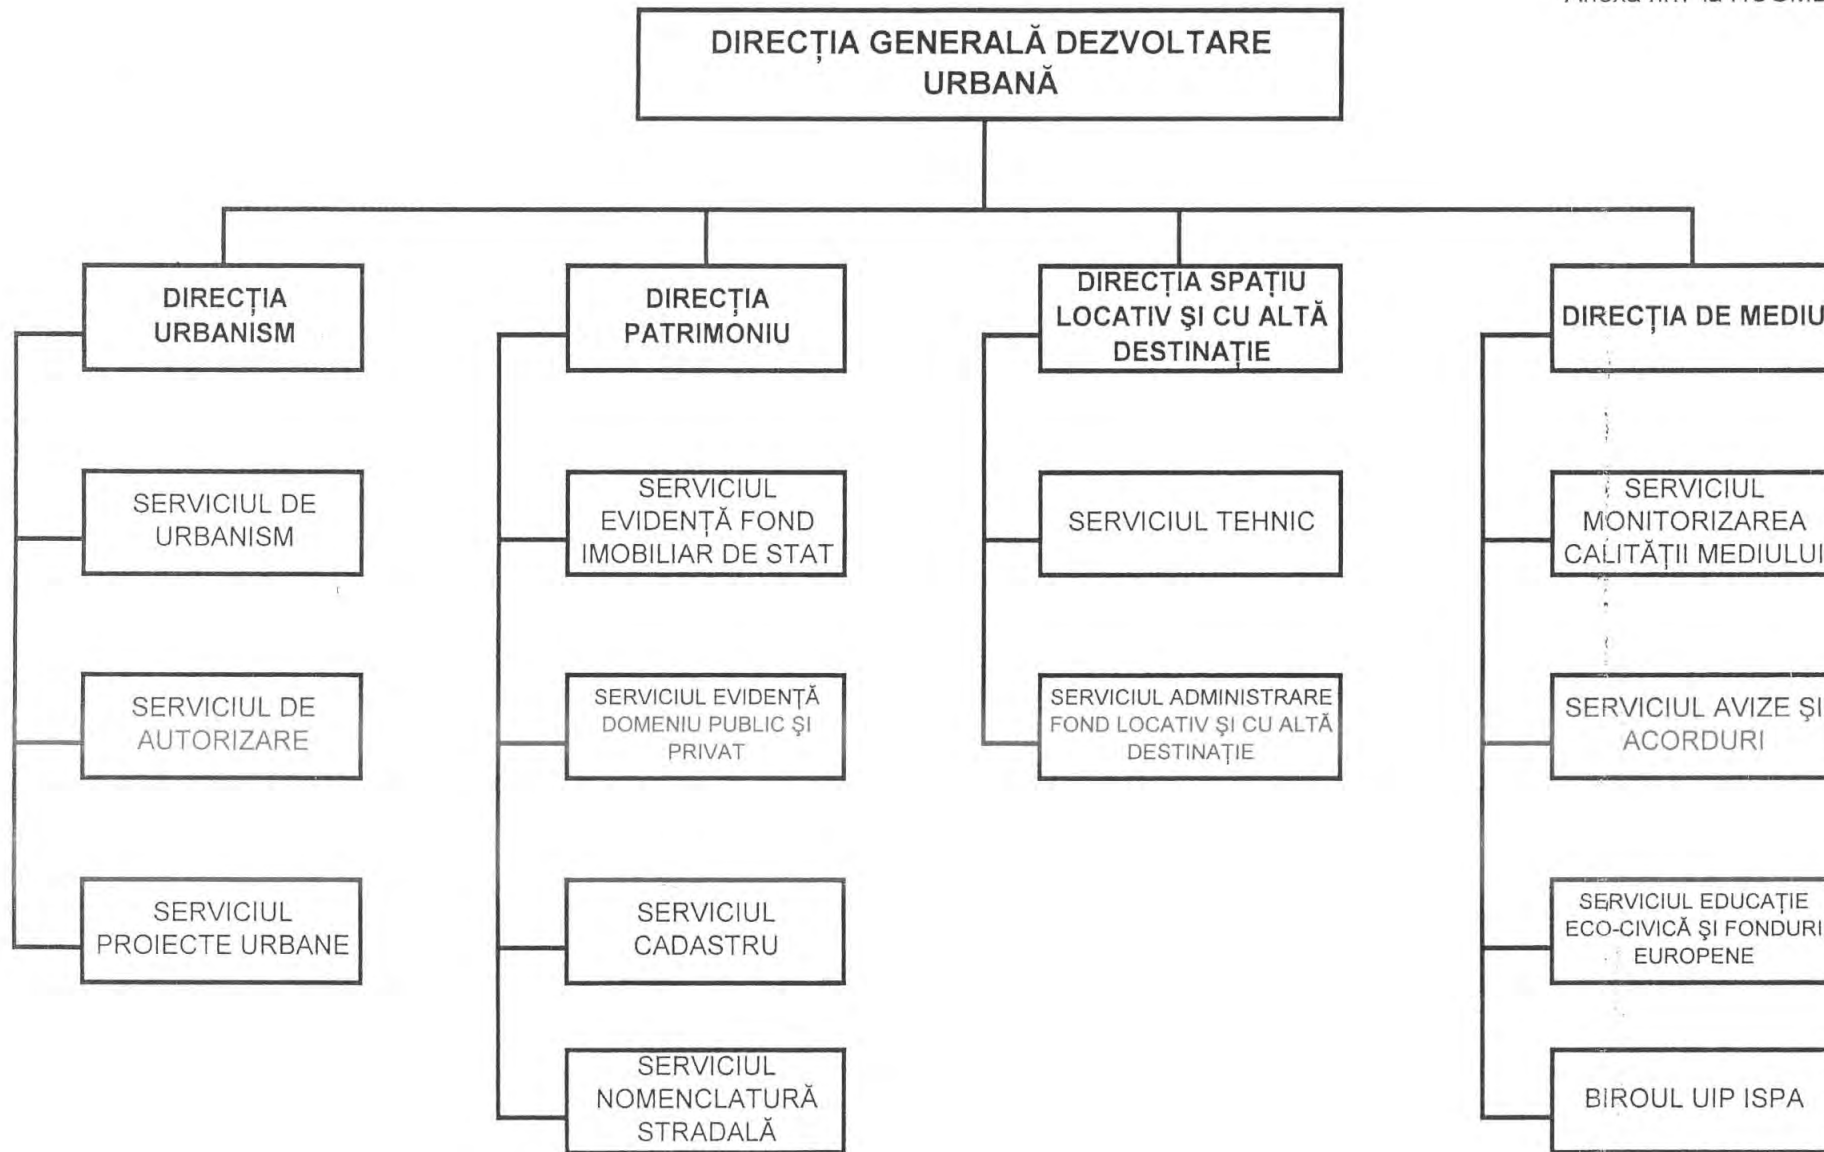 DIRECȚIA GENERALĂ DEZVOLTARE
URBANĂ
DIRECȚIA
URBANISM
SERVICIUL DE
URBANISM
SERVICIUL DE
AUTORIZARE
SERVICIUL
PROIECTE URBANE
DIRECȚIA
PATRIMONIU
SERVICIUL
EVIDENȚĂ FOND
IMOBILIAR DE STAT
SERVICIUL EVIDENȚĂ
DOMENIU PUBLIC ŞI
PRIVAT
SERVICIUL
CADASTRU
SERVICIUL
NOMENCLATURĂ
STRADALĂ
DIRECȚIA SPAȚIU
LOCATIV ŞI CU ALTĂ
DESTINAȚIE
SERVICIUL TEHNIC
SERVICIUL ADMINISTRARE
FOND LOCATIV ŞI CU ALTĂ
DESTINAȚIE
DIRECȚIA DE MEDIU
SERVICIUL
MONITORIZAREA
CALITĂȚII MEDIULUI
SERVICIUL AVIZE ŞI
ACORDURI
SERVICIUL EDUCAȚIE
ECO-CIVICĂ ŞI FONDURI
EUROPENE
BIROUL UIP ISPA